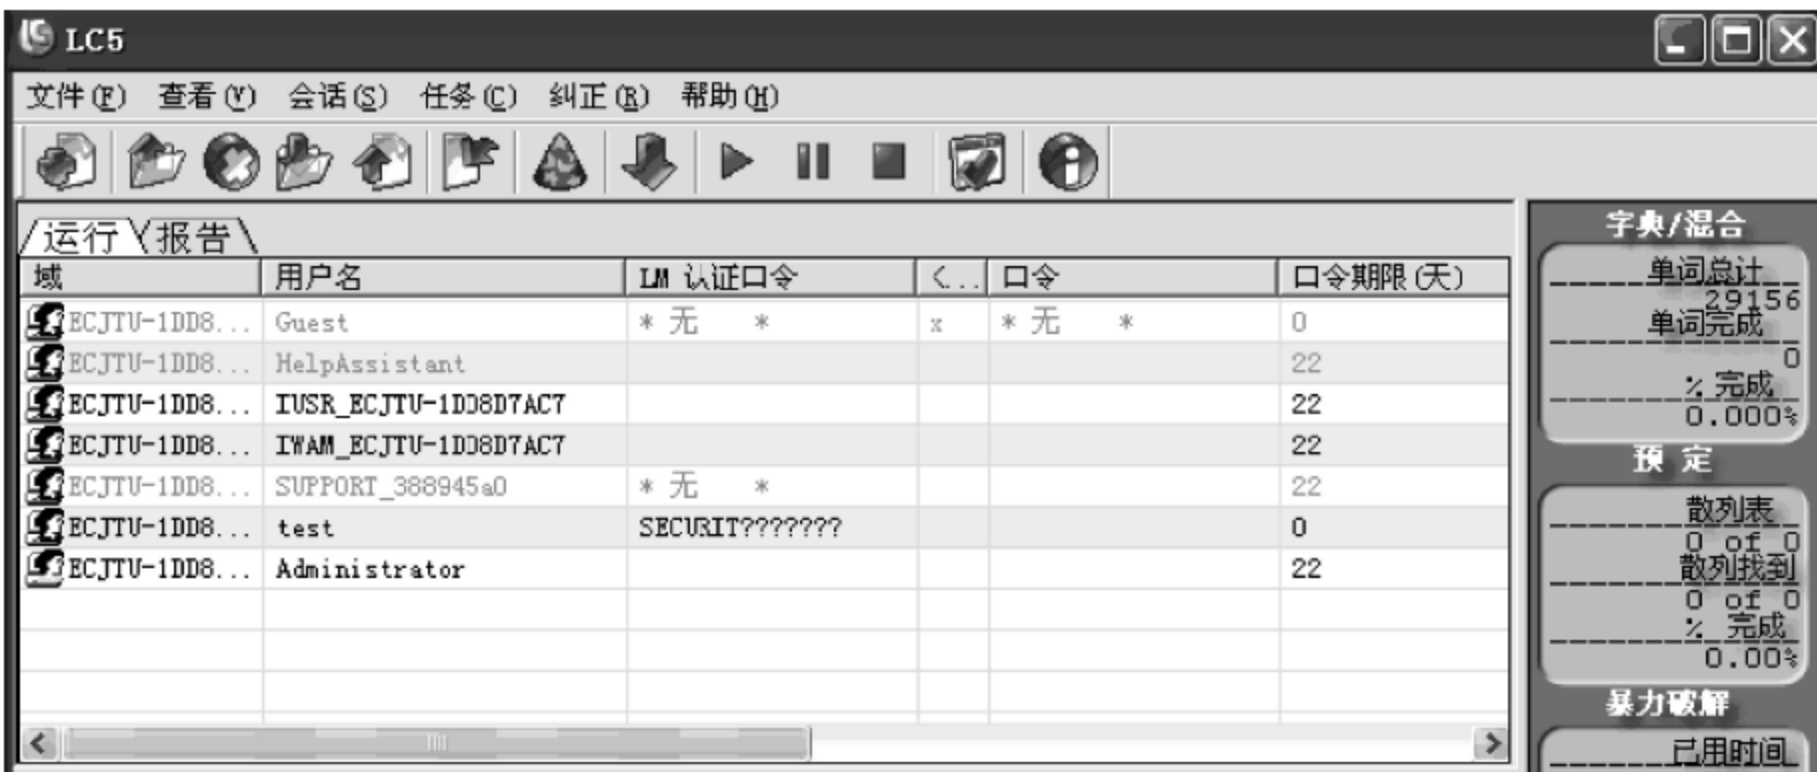 LC5
文件(F) 查看(V) 会话(S) 任务(C) 纠正(R) 帮助(H)
运行 报告
域 用户名 LM 认证口令 <... 口令 口令期限(天)
ECJTU-1DD8... Guest * 无 * x * 无 * 0
ECJTU-1DD8... HelpAssistant 22
ECJTU-1DD8... IUSR_ECJTU-1DD8D7AC7 22
ECJTU-1DD8... IWAM_ECJTU-1DD8D7AC7 22
ECJTU-1DD8... SUPPORT_388945a0 * 无 * 22
ECJTU-1DD8... test SECURIT??????? 0
ECJTU-1DD8... Administrator 22
字典/混合
单词总计
29156
单词完成
0
% 完成
0.000%
预 定
散列表
0 of 0
散列找到
0 of 0
% 完成
0.00%
暴力破解
已用时间